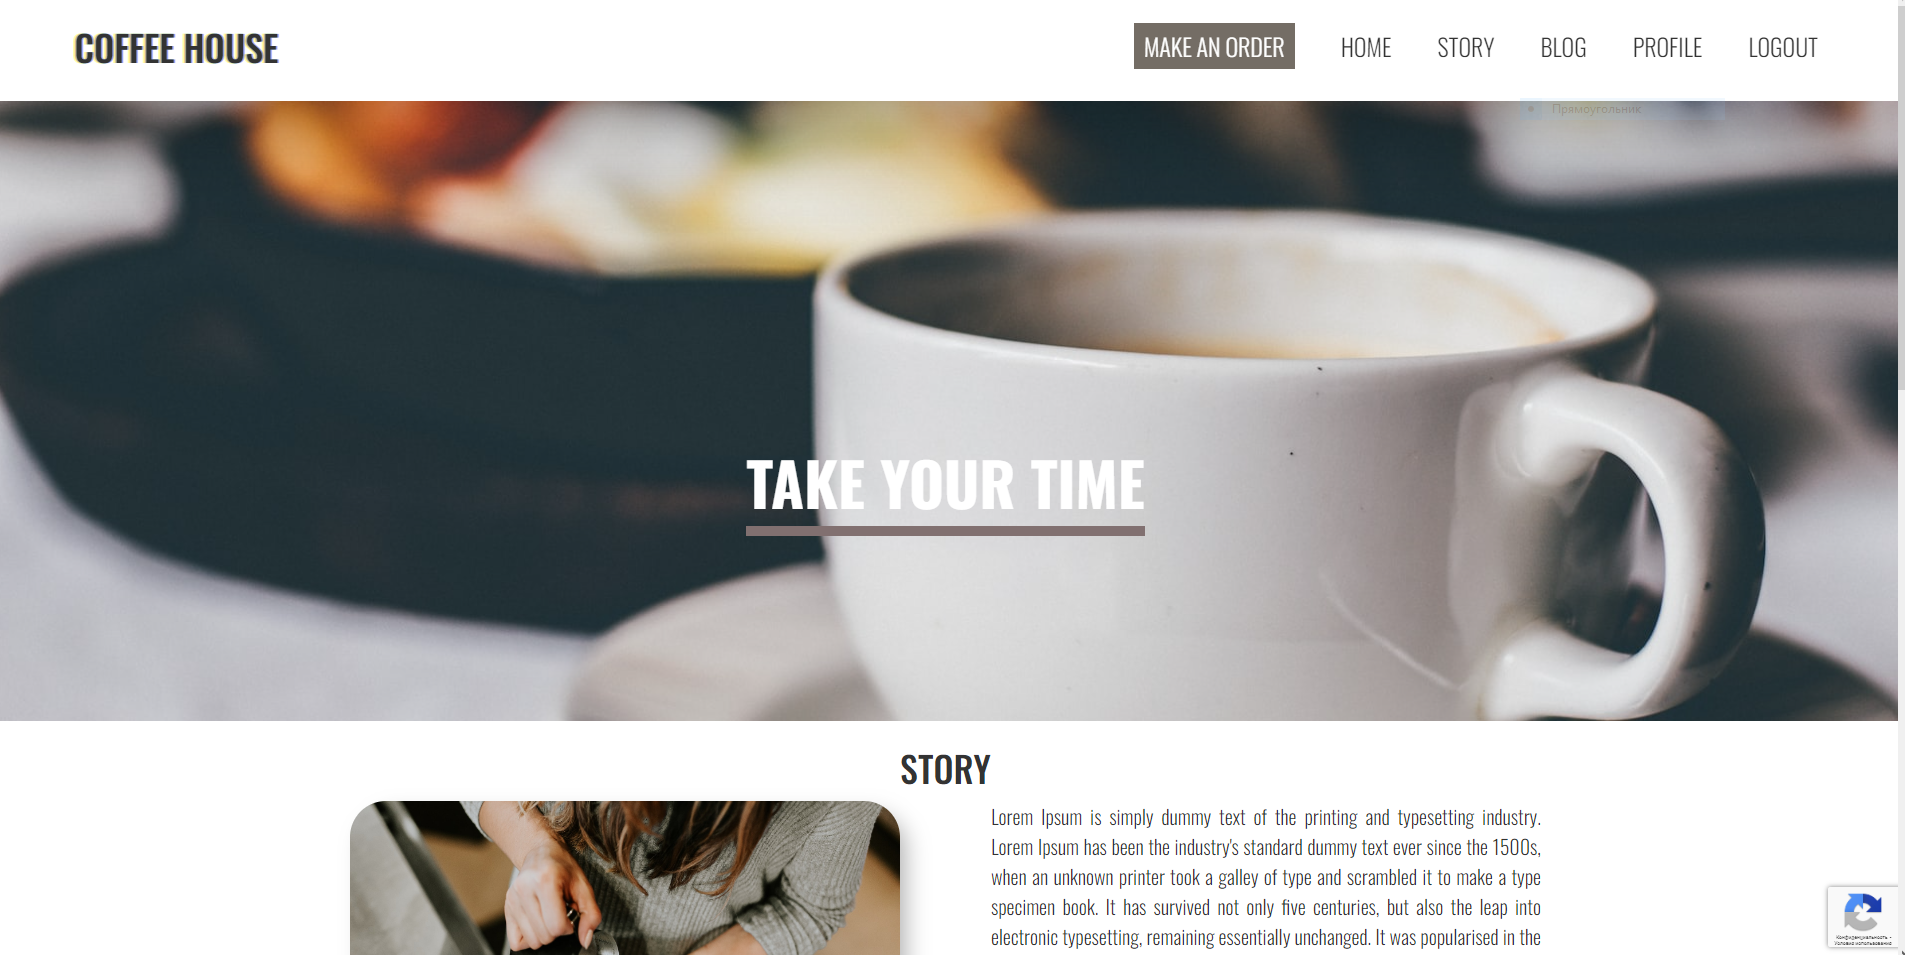 COFFEE HOUSE
MAKE AN ORDER
HOME
STORY
BLOG
PROFILE
LOGOUT
Прямоугольник
TAKE YOUR TIME
STORY
Lorem Ipsum is simply dummy text of the printing and typesetting industry.
Lorem Ipsum has been the industry's standard dummy text ever since the 1500s,
when an unknown printer took a galley of type and scrambled it to make a type
specimen book. It has survived not only five centuries, but also the leap into
electronic typesetting, remaining essentially unchanged. It was popularised in the
Конфиденциальность -
Условия использования